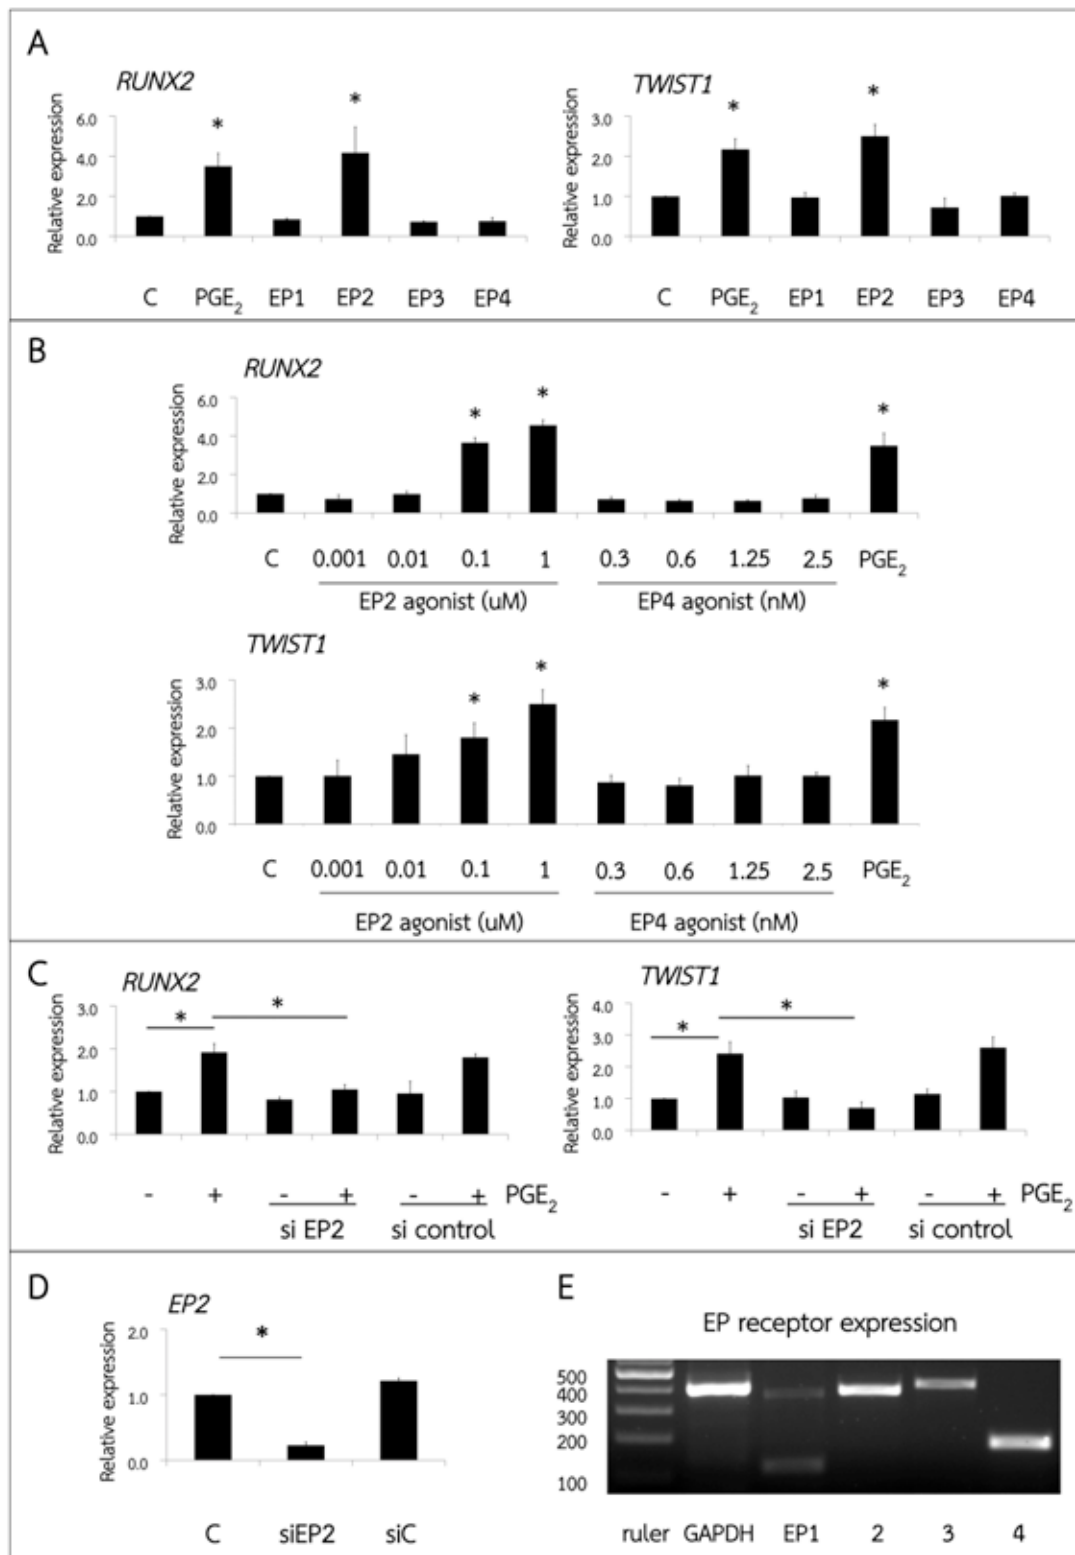 A
RUNX2
Relative expression
6.0
4.0
2.0
0.0
* *
C PGE2 EP1 EP2 EP3 EP4
TWIST1
Relative expression
3.0
2.0
1.0
0.0
* *
C PGE2 EP1 EP2 EP3 EP4
B
RUNX2
Relative expression
6.0
4.0
2.0
0.0
* * *
C 0.001 0.01 0.1 1 0.3 0.6 1.25 2.5 PGE2
EP2 agonist (uM) EP4 agonist (nM)
TWIST1
Relative expression
3.0
2.0
1.0
0.0
* * *
C 0.001 0.01 0.1 1 0.3 0.6 1.25 2.5 PGE2
EP2 agonist (uM) EP4 agonist (nM)
C
RUNX2
Relative expression
3.0
2.0
1.0
0.0
* *
- + - + - + PGE2
si EP2 si control
TWIST1
Relative expression
4.0
3.0
2.0
1.0
0.0
* *
- + - + - + PGE2
si EP2 si control
D
EP2
Relative expression
2.0
1.0
0.0
*
C siEP2 siC
E
EP receptor expression
500
400
300
200
100
ruler GAPDH EP1 2 3 4